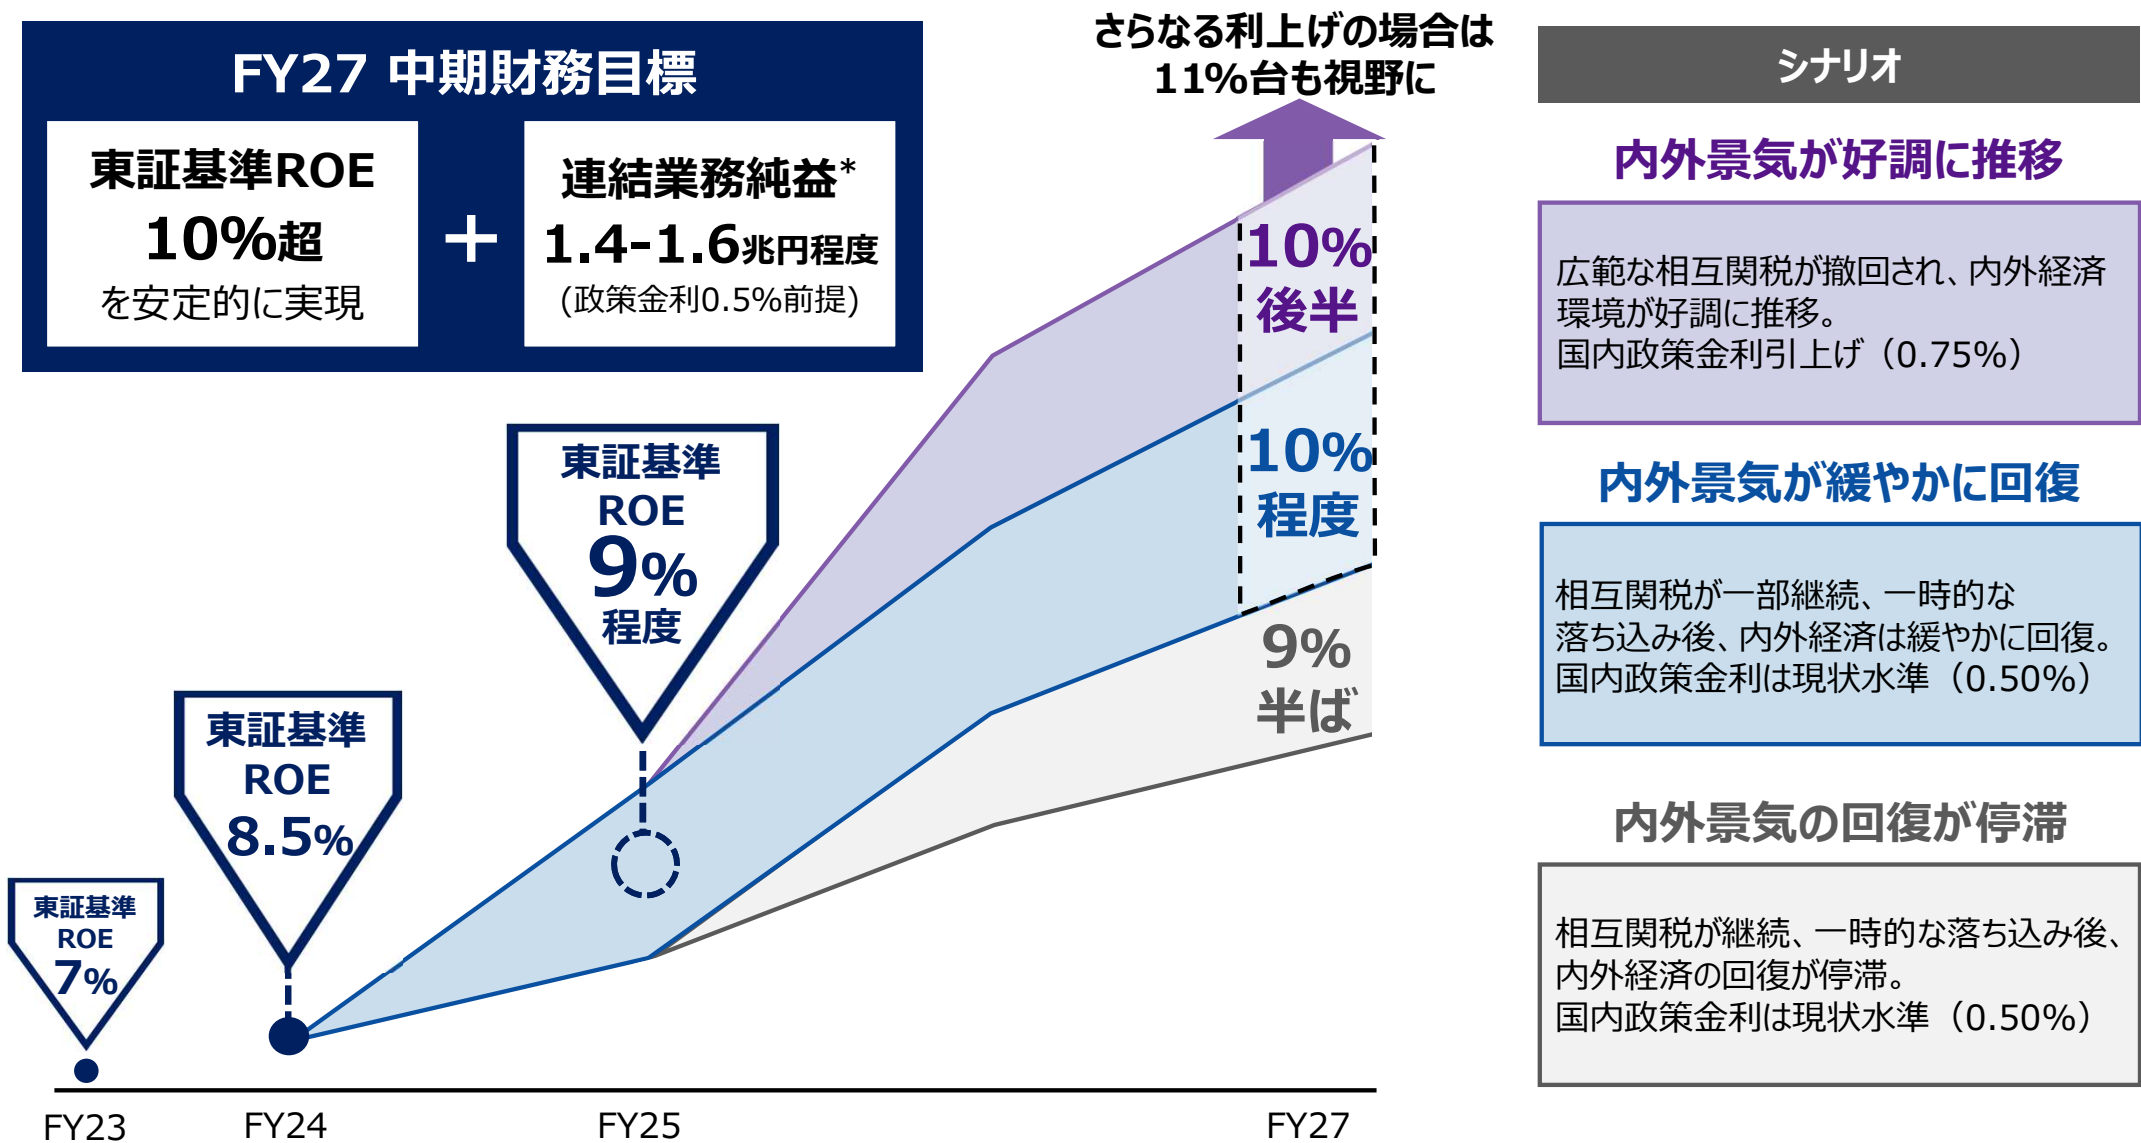 FY27 中期財務目標
東証基準ROE
10%超
を安定的に実現
+
連結業務純益*
1.4-1.6兆円程度
(政策金利0.5%前提)
さらなる利上げの場合は
11%台も視野に
10%
後半
10%
程度
9%
半ば
東証基準
ROE
9%
程度
東証基準
ROE
8.5%
東証基準
ROE
7%
FY23
FY24
FY25
FY27
シナリオ
内外景気が好調に推移
広範な相互関税が撤回され、内外経済
環境が好調に推移。
国内政策金利引上げ（0.75%）
内外景気が緩やかに回復
相互関税が一部継続、一時的な
落ち込み後、内外経済は緩やかに回復。
国内政策金利は現状水準（0.50%）
内外景気の回復が停滞
相互関税が継続、一時的な落ち込み後、
内外経済の回復が停滞。
国内政策金利は現状水準（0.50%）